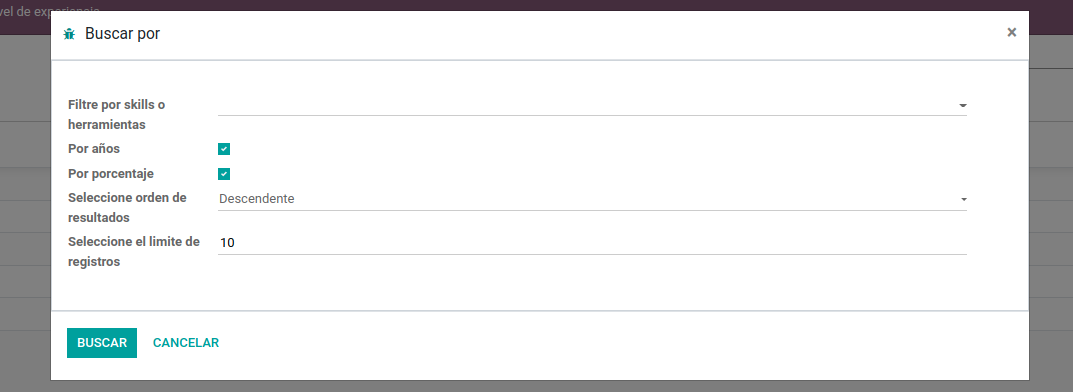 vel de experiencia
Buscar por
×
Filtre por skills o
herramientas
Por años
Por porcentaje
Seleccione orden de
resultados
Descendente
Seleccione el limite de
registros
10
BUSCAR
CANCELAR